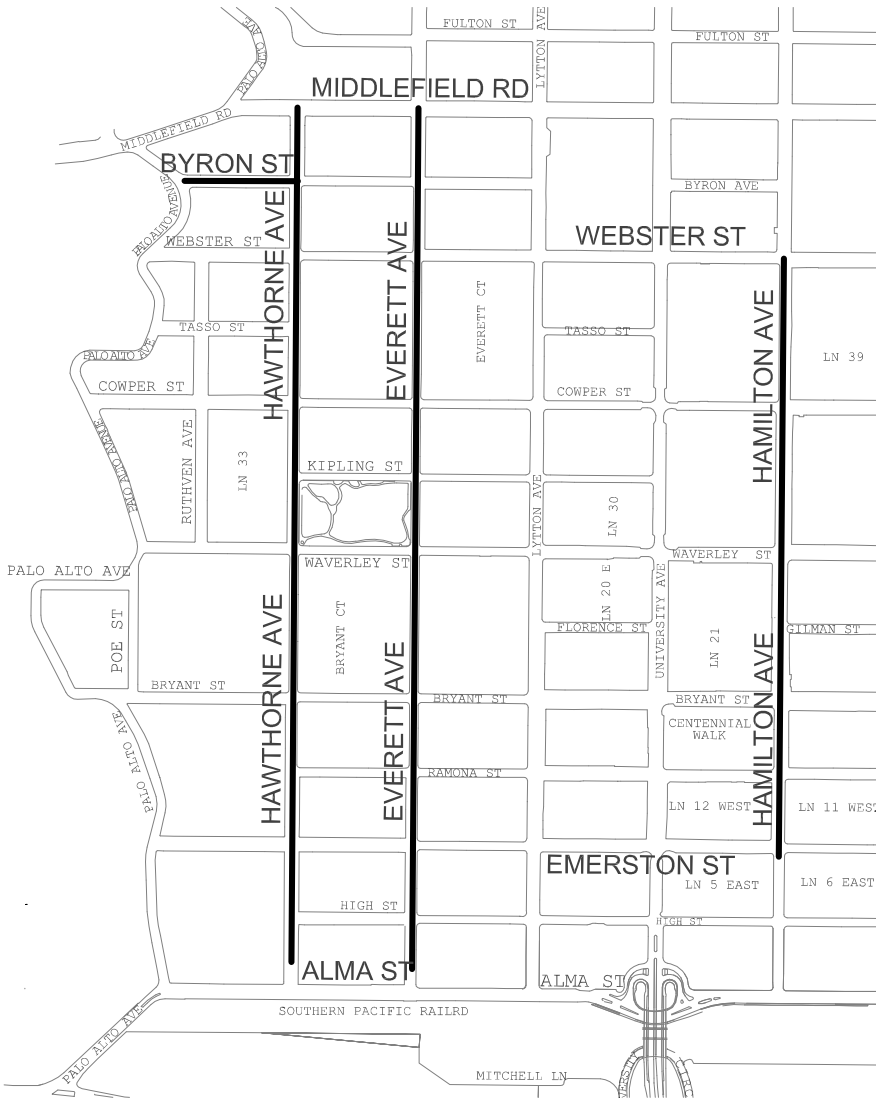 FULTON ST
FULTON ST
PALO ALTO AVE
LYTTON AVE
MIDDLEFIELD RD
MIDDLEFIELD RD
BYRON ST
BYRON AVE
PALOALTO AVENUE
WEBSTER ST
WEBSTER ST
HAWTHORNE AVE
EVERETT AVE
EVERETT CT
HAMILTON AVE
TASSO ST
TASSO ST
PALOALTO AVE
LN 39
COWPER ST
COWPER ST
PALO ALTO AVENUE
RUTHVEN AVE
LN 33
KIPLING ST
LYTTON AVE
LN 30
WAVERLEY ST
WAVERLEY ST
PALO ALTO AVE
POE ST
HAWTHORNE AVE
BRYANT CT
EVERETT AVE
LN 20 E
FLORENCE ST
UNIVERSITY AVE
LN 21
HAMILTON AVE
GILMAN ST
BRYANT ST
BRYANT ST
BRYANT ST
CENTENNIAL
WALK
PALO ALTO AVE
RAMONA ST
LN 12 WEST
LN 11 WEST
EMERSTON ST
LN 5 EAST
LN 6 EAST
HIGH ST
HIGH ST
ALMA ST
ALMA ST
SOUTHERN PACIFIC RAILRD
PALO ALTO AVE
MITCHELL LN
VERSITY
CIRC